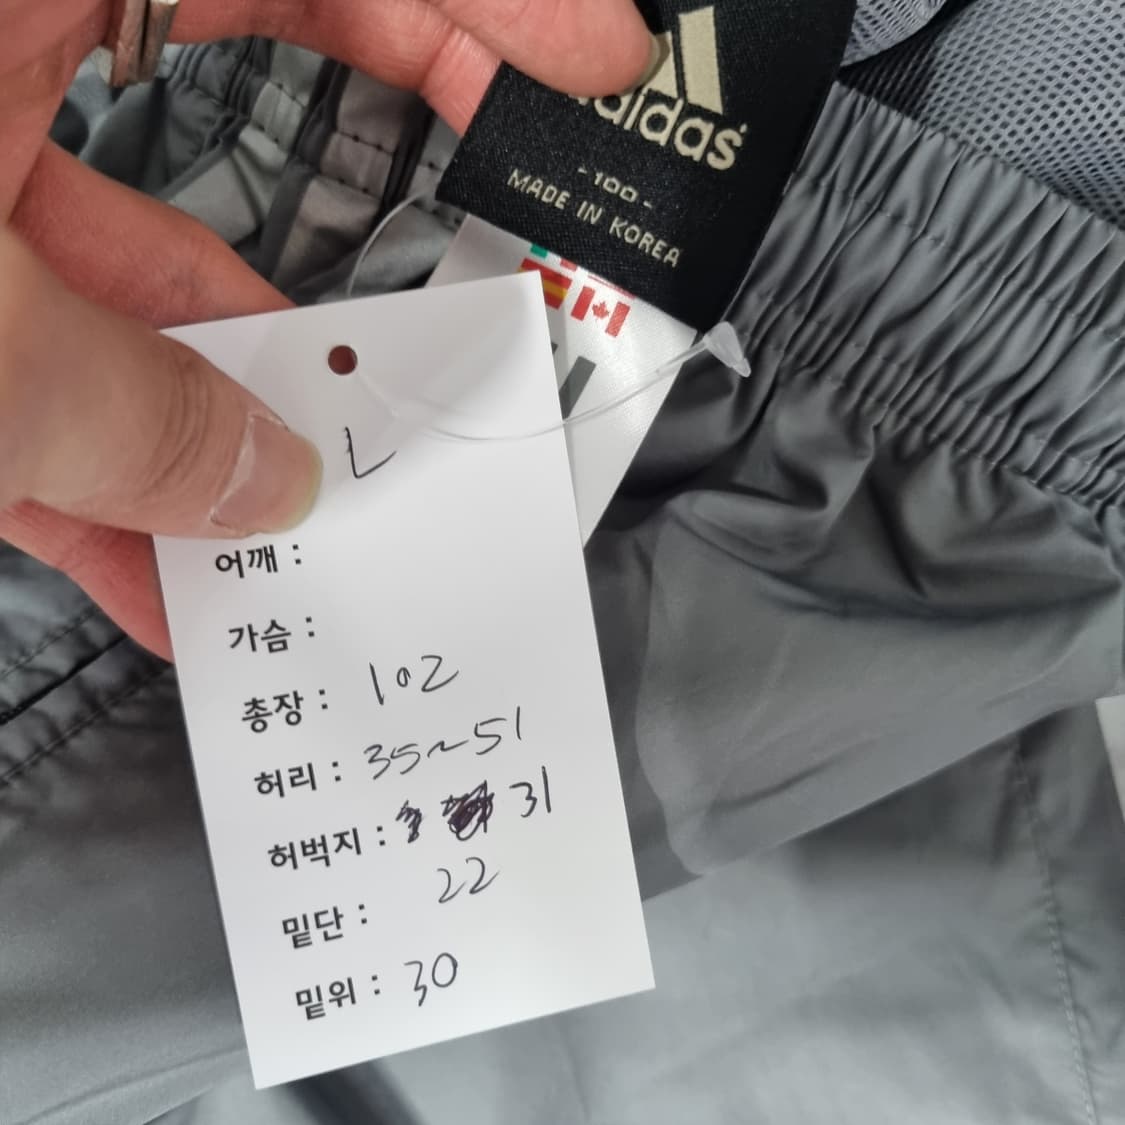 adidas
- 100 -
MADE IN KOREA
L
어깨 :
가슴 :
총장 : 102
허리 : 35~51
허벅지 : 31
밑단 : 22
밑위 : 30